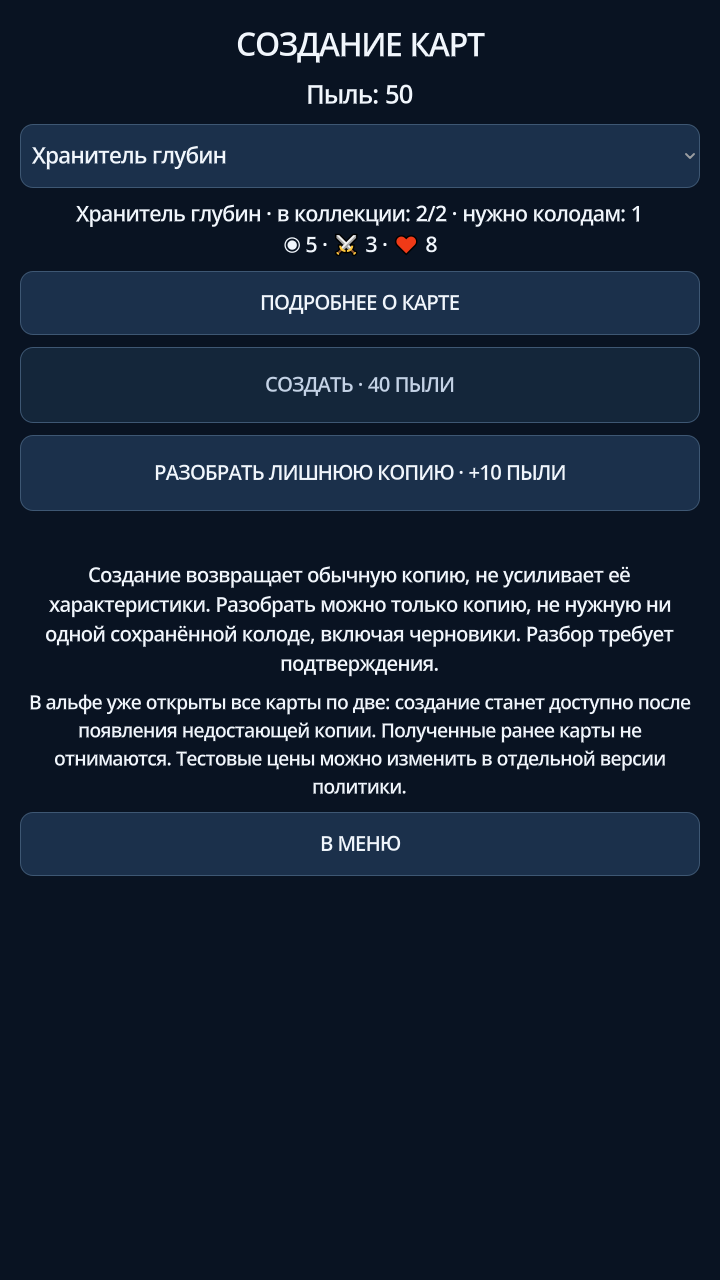 СОЗДАНИЕ КАРТ
Пыль: 50
Хранитель глубин
Хранитель глубин · в коллекции: 2/2 · нужно колодам: 1
◉ 5 · ⚔️ 3 · ❤️ 8
ПОДРОБНЕЕ О КАРТЕ
СОЗДАТЬ · 40 ПЫЛИ
РАЗОБРАТЬ ЛИШНЮЮ КОПИЮ · +10 ПЫЛИ
Создание возвращает обычную копию, не усиливает её
характеристики. Разобрать можно только копию, не нужную ни
одной сохранённой колоде, включая черновики. Разбор требует
подтверждения.
В альфе уже открыты все карты по две: создание станет доступно после
появления недостающей копии. Полученные ранее карты не
отнимаются. Тестовые цены можно изменить в отдельной версии
политики.
В МЕНЮ